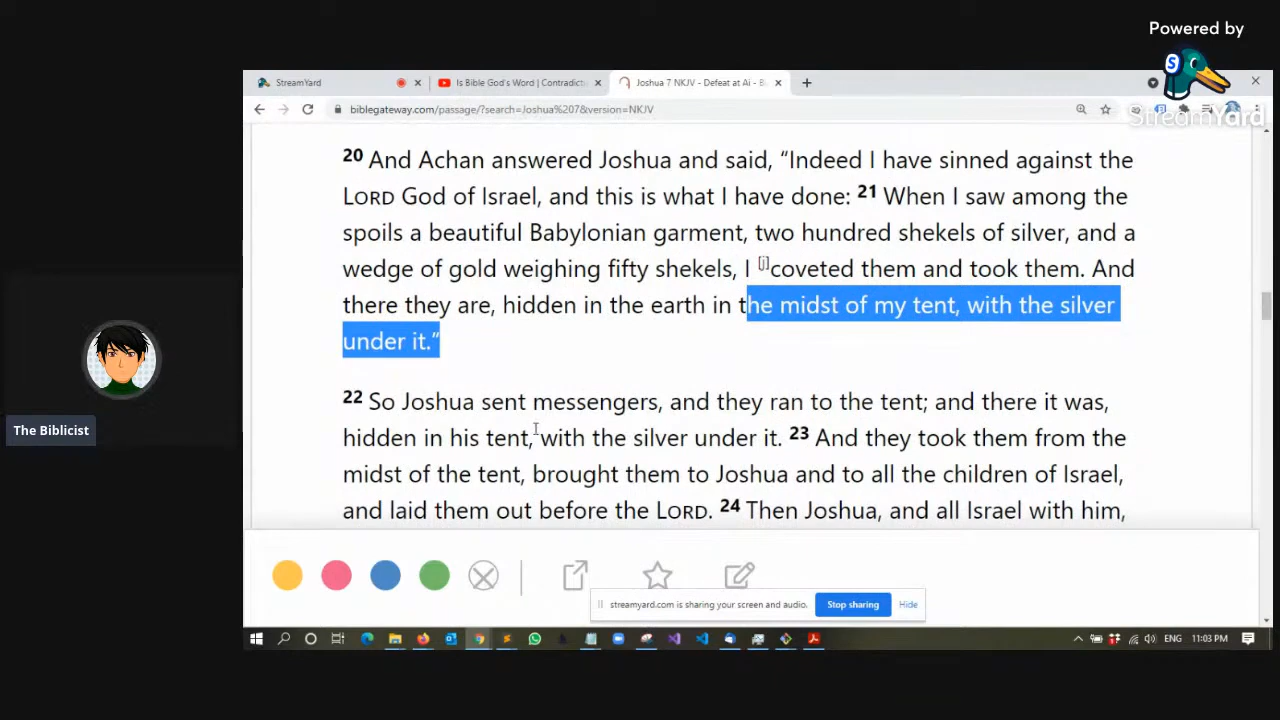 Powered by
StreamYard
StreamYard
Is Bible God's Word | Contradicti
Joshua 7 NKJV - Defeat at Ai - B
biblegateway.com/passage/?search=Joshua%207&version=NKJV
20 And Achan answered Joshua and said, “Indeed I have sinned against the
LORD God of Israel, and this is what I have done: 21 When I saw among the
spoils a beautiful Babylonian garment, two hundred shekels of silver, and a
wedge of gold weighing fifty shekels, I [j]coveted them and took them. And
there they are, hidden in the earth in the midst of my tent, with the silver
under it.”
22 So Joshua sent messengers, and they ran to the tent; and there it was,
hidden in his tent, with the silver under it. 23 And they took them from the
midst of the tent, brought them to Joshua and to all the children of Israel,
and laid them out before the LORD. 24 Then Joshua, and all Israel with him,
The Biblicist
streamyard.com is sharing your screen and audio.
Stop sharing
Hide
ENG
11:03 PM